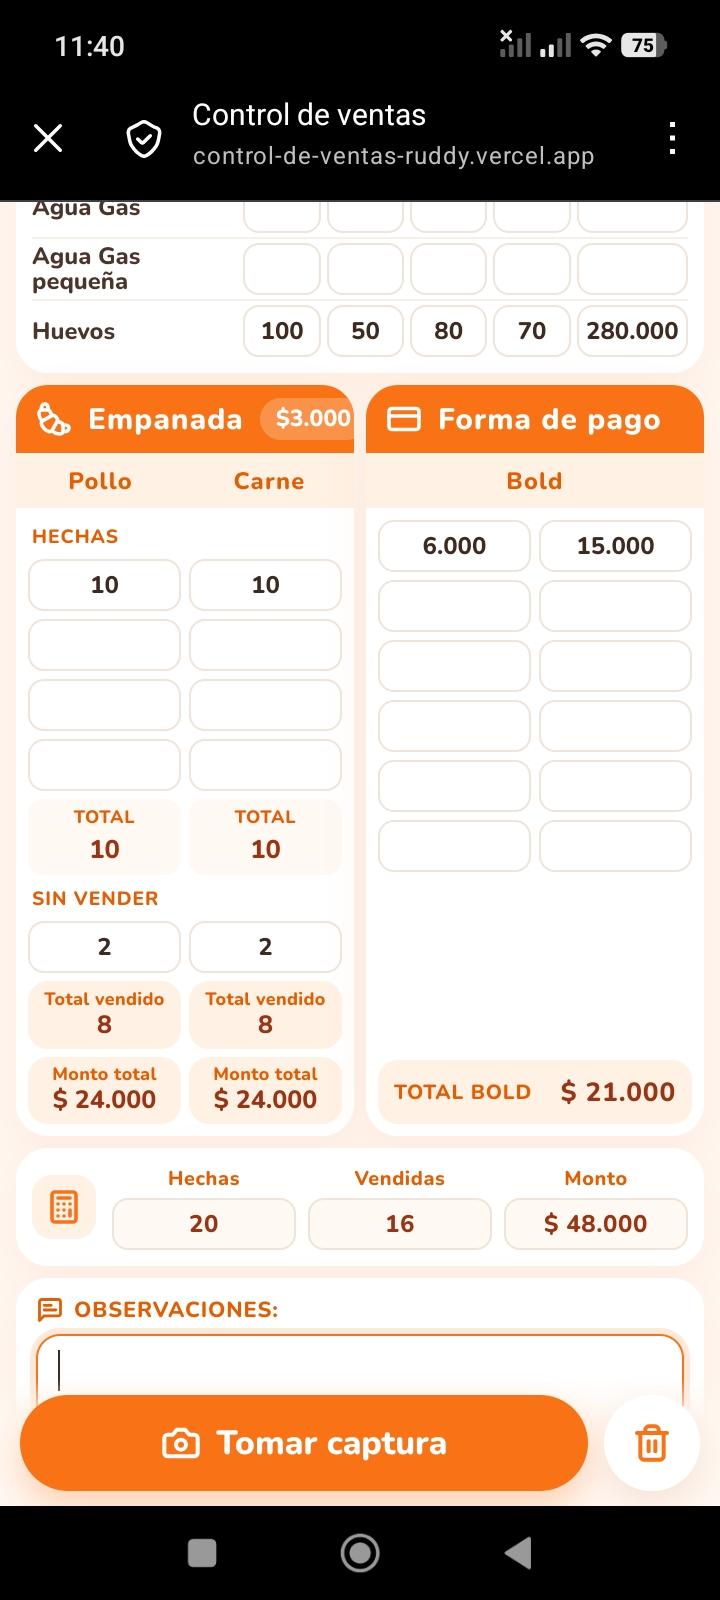 11:40
75
Control de ventas
control-de-ventas-ruddy.vercel.app
Agua Gas
Agua Gas
pequeña
Huevos 100 50 80 70 280.000
Empanada $3.000
Pollo Carne
HECHAS
10 10
TOTAL TOTAL
10 10
SIN VENDER
2 2
Total vendido Total vendido
8 8
Monto total Monto total
$ 24.000 $ 24.000
Forma de pago
Bold
6.000 15.000
TOTAL BOLD $ 21.000
Hechas Vendidas Monto
20 16 $ 48.000
OBSERVACIONES:
Tomar captura